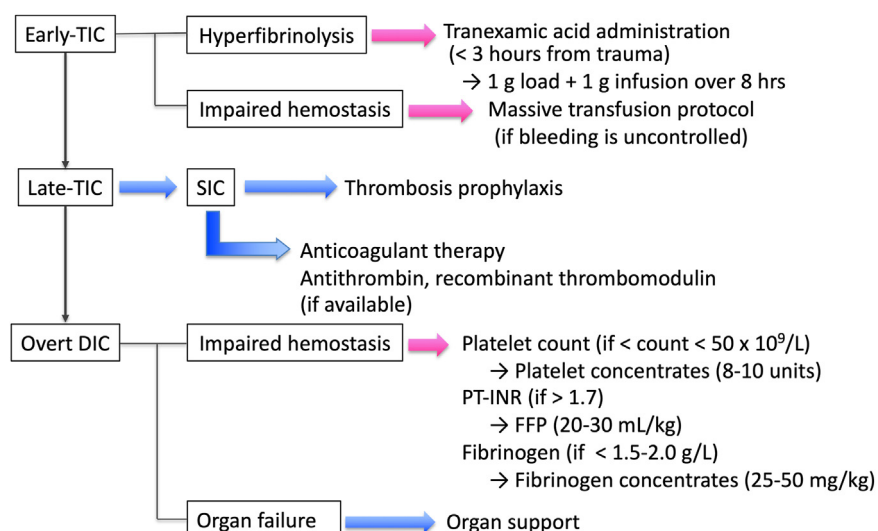 Early-TIC
Hyperfibrinolysis
Tranexamic acid administration
(< 3 hours from trauma)
→ 1 g load + 1 g infusion over 8 hrs
Impaired hemostasis
Massive transfusion protocol
(if bleeding is uncontrolled)
Late-TIC
SIC
Thrombosis prophylaxis
Anticoagulant therapy
Antithrombin, recombinant thrombomodulin
(if available)
Overt DIC
Impaired hemostasis
Platelet count (if < count < 50 x 10⁹/L)
→ Platelet concentrates (8-10 units)
PT-INR (if > 1.7)
→ FFP (20-30 mL/kg)
Fibrinogen (if < 1.5-2.0 g/L)
→ Fibrinogen concentrates (25-50 mg/kg)
Organ failure
Organ support